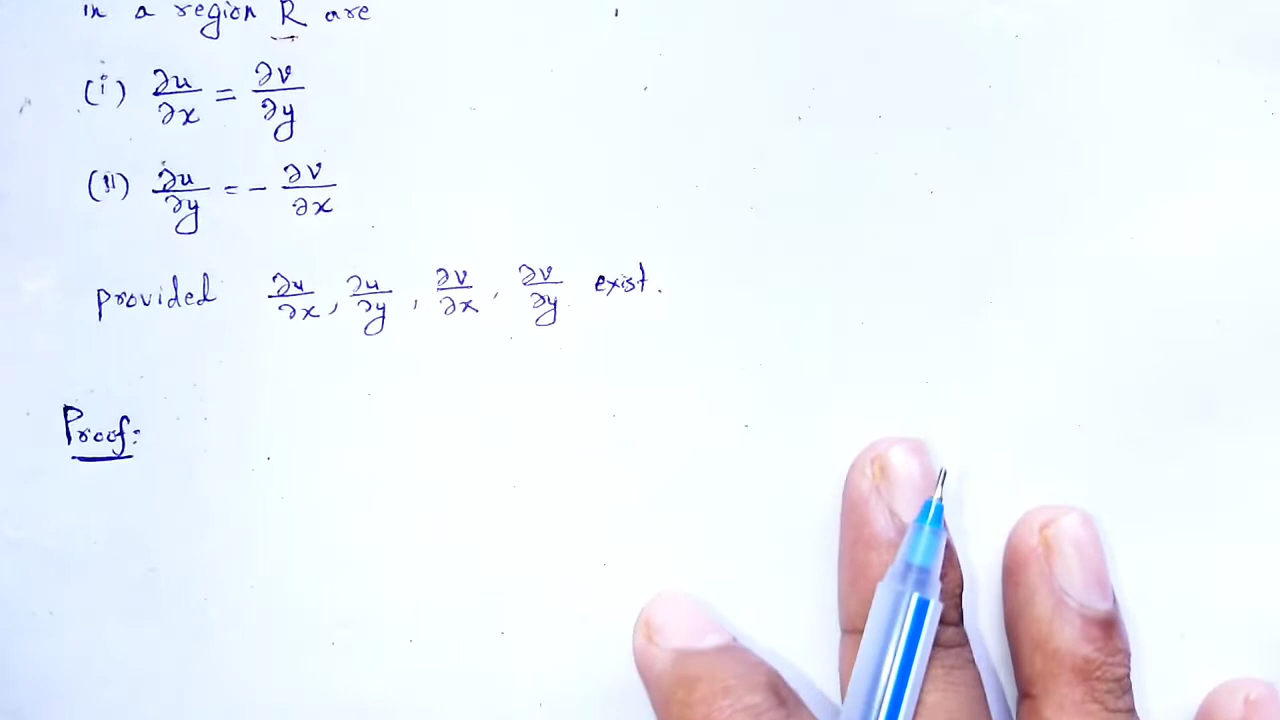 in a region R are
(i) ∂u/∂x = ∂v/∂y
(ii) ∂u/∂y = - ∂v/∂x
provided ∂u/∂x, ∂u/∂y, ∂v/∂x, ∂v/∂y exist.
Proof: